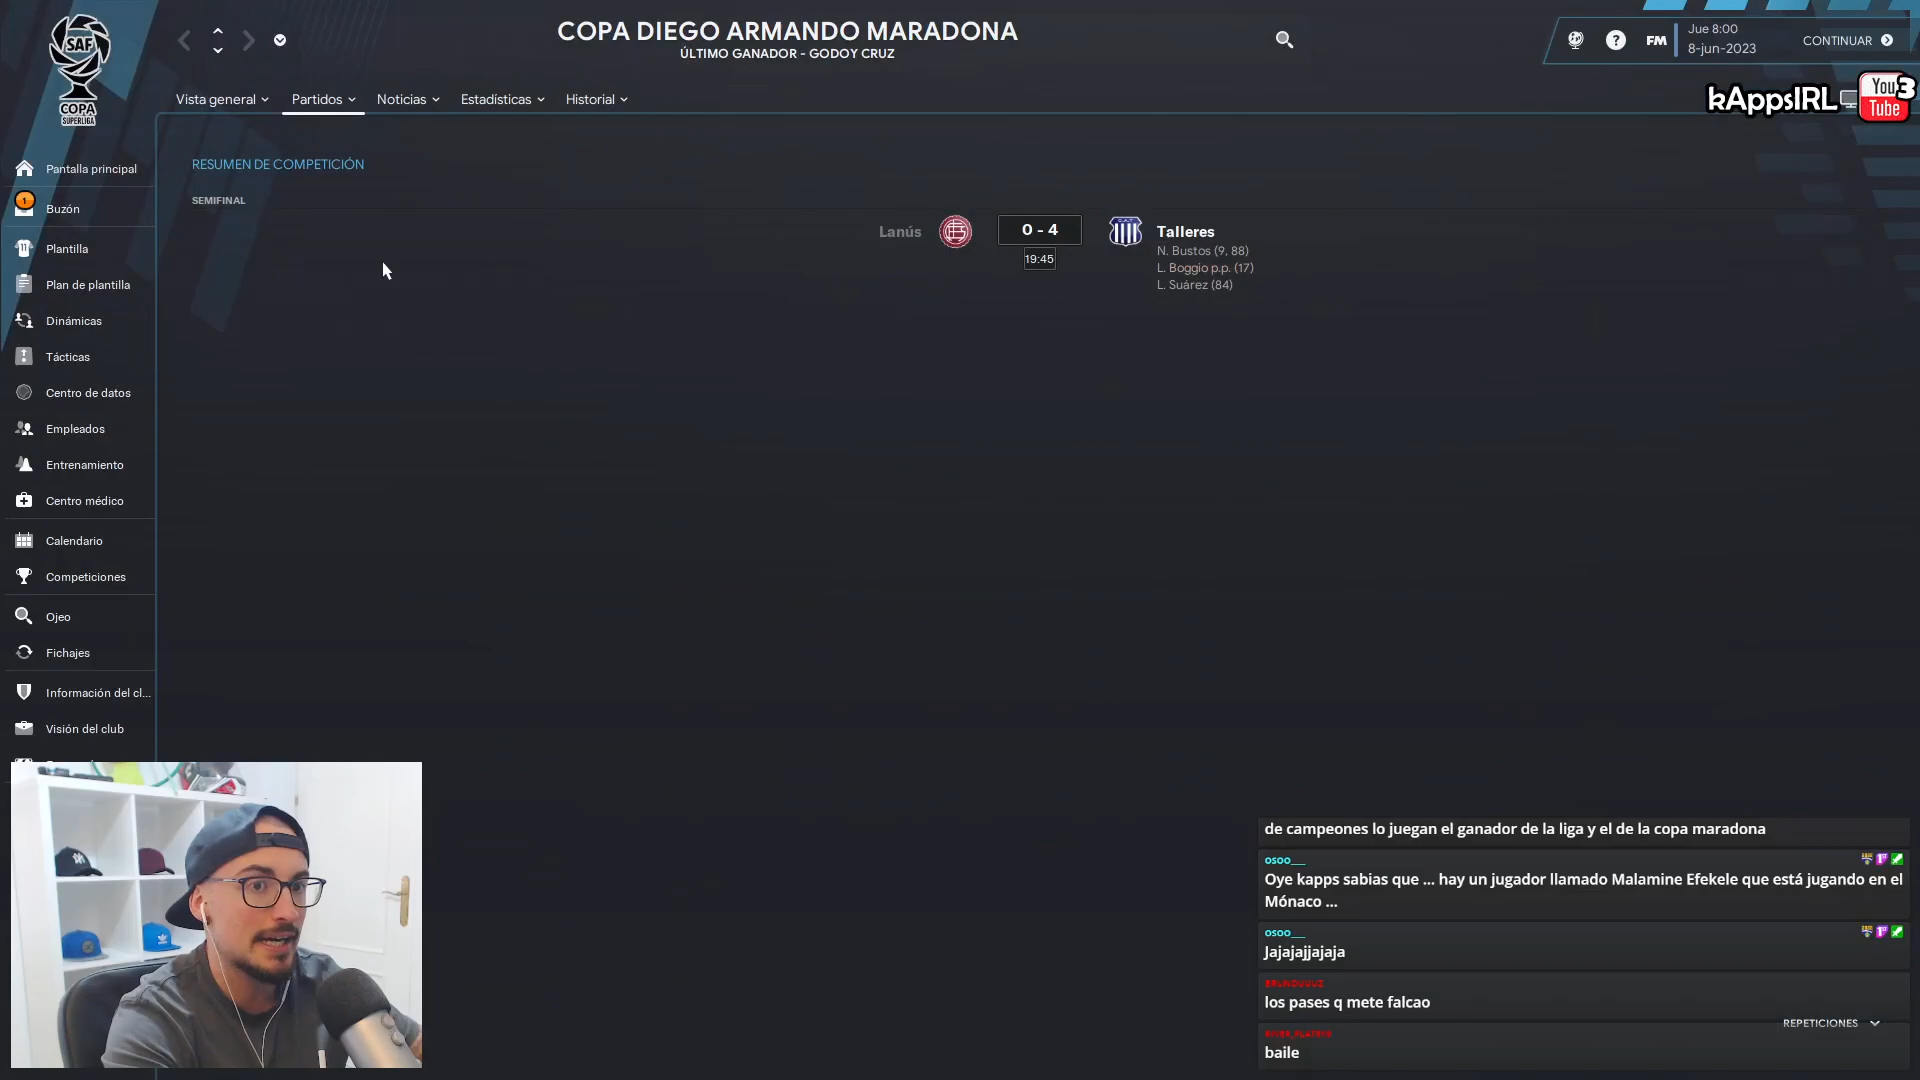 SAF
COPA
SUPERLIGA
COPA DIEGO ARMANDO MARADONA
ÚLTIMO GANADOR - GODOY CRUZ
FM
Jue 8:00
8-jun-2023
CONTINUAR
Vista general
Partidos
Noticias
Estadísticas
Historial
kAppsIRL
You
Tube
3
RESUMEN DE COMPETICIÓN
SEMIFINAL
Lanús
0 - 4
Talleres
19:45
N. Bustos (9, 88)
L. Boggio p.p. (17)
L. Suárez (84)
Pantalla principal
1
Buzón
Plantilla
Plan de plantilla
Dinámicas
Tácticas
Centro de datos
Empleados
Entrenamiento
Centro médico
Calendario
Competiciones
Ojeo
Fichajes
Información del cl...
Visión del club
de campeones lo juegan el ganador de la liga y el de la copa maradona
osoo__
Oye kapps sabias que ... hay un jugador llamado Malamine Efekele que está jugando en el
Mónaco ...
osoo__
Jajajajjajaja
los pases q mete falcao
REPETICIONES
baile